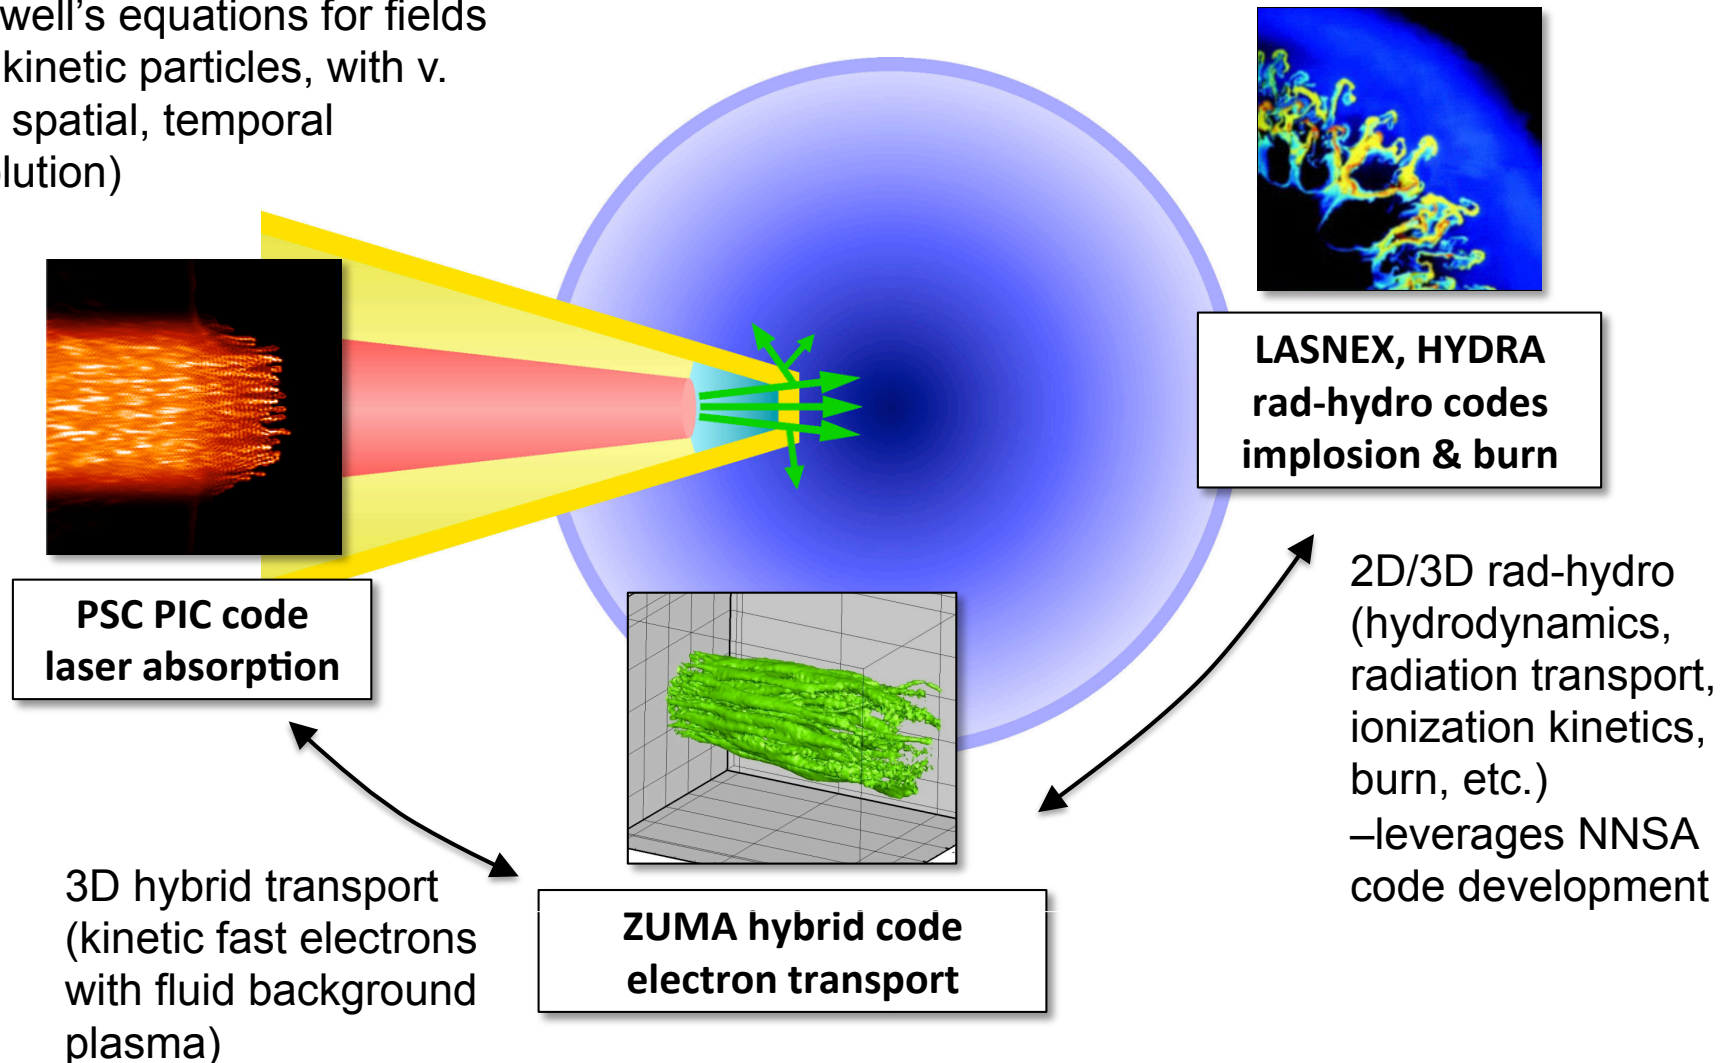 well’s equations for fields
kinetic particles, with v.
spatial, temporal
olution)
LASNEX, HYDRA
rad-hydro codes
implosion & burn
PSC PIC code
laser absorption
2D/3D rad-hydro
(hydrodynamics,
radiation transport,
ionization kinetics,
burn, etc.)
–leverages NNSA
code development
3D hybrid transport
(kinetic fast electrons
with fluid background
plasma)
ZUMA hybrid code
electron transport